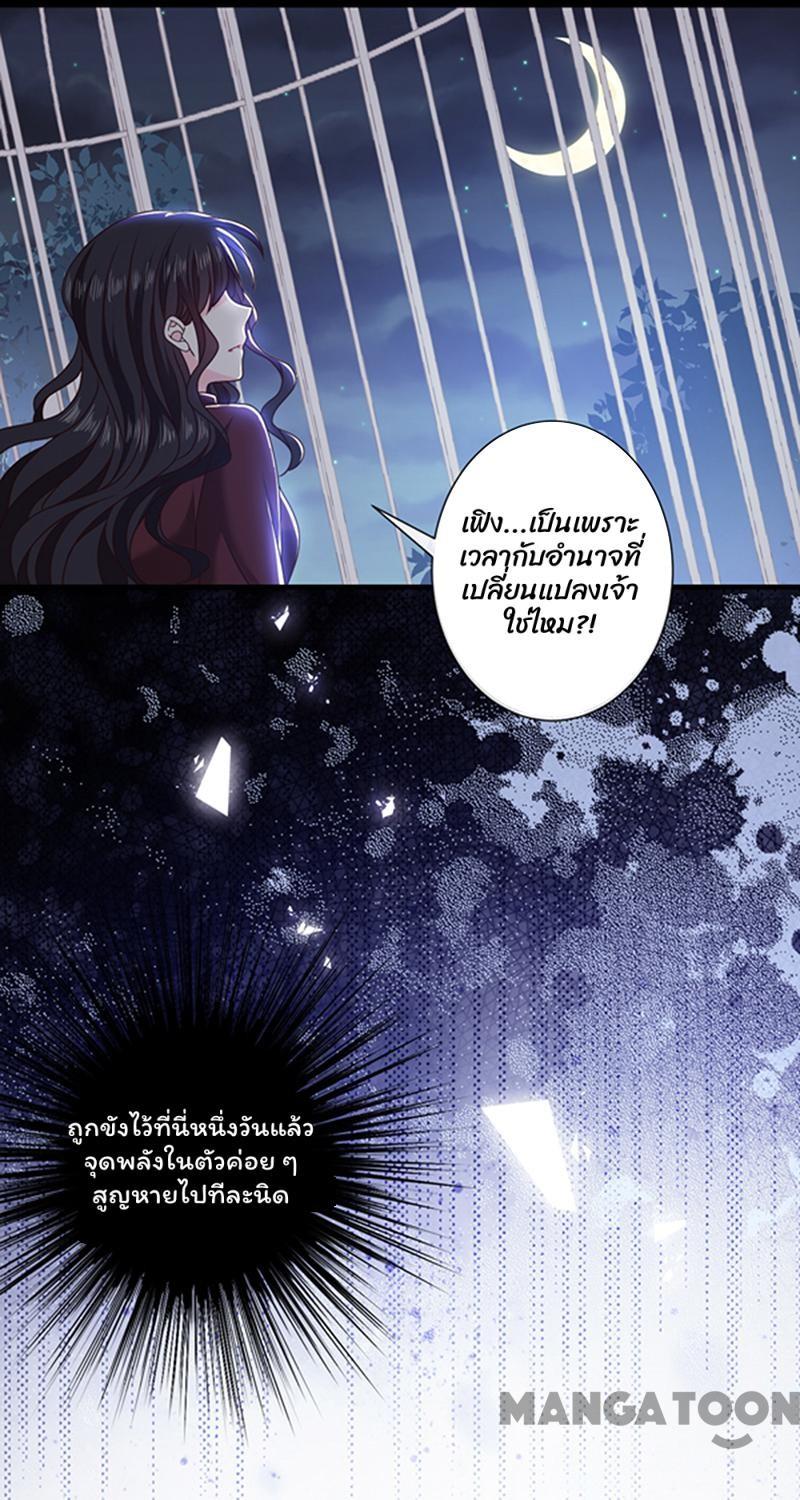 เฟิง...เป็นเพราะ
เวลากับอำนาจที่
เปลี่ยนแปลงเจ้า
ใช่ไหม?!
ถูกขังไว้ที่นี่หนึ่งวันแล้ว
จุดพลังในตัวค่อย ๆ
สูญหายไปทีละนิด
MANGATOON